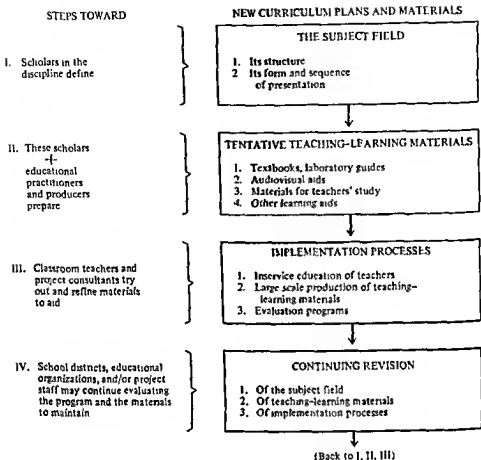 STEPS TOWARD
NEW CURRICULUM PLANS AND MATERIALS
I. Scholars in the
discipline define
THE SUBJECT FIELD
1. Its structure
2 Its form and sequence
of presentation
II. These scholars
+
educational
practitioners
and producers
prepare
TENTATIVE TEACHING-LEARNING MATERIALS
1. Textbooks, laboratory guides
2. Audiovisual aids
3. Materials for teachers' study
4. Other learning aids
III. Classroom teachers and
project consultants try
out and refine materials
to aid
IMPLEMENTATION PROCESSES
1. Inservice education of teachers
2. Large scale production of teaching-
learning materials
3. Evaluation programs
IV. School districts, educational
organizations, and/or project
staff may continue evaluating
the program and the materials
to maintain
CONTINUING REVISION
1. Of the subject field
2. Of teaching-learning materials
3. Of implementation processes
(Back to I, II, III)